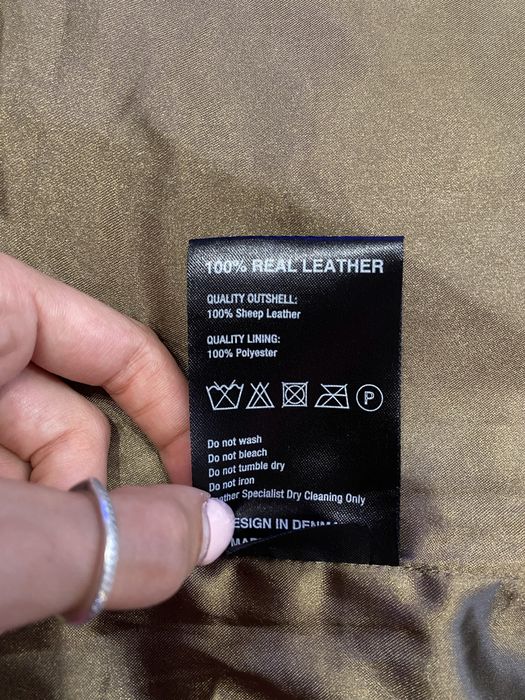 100% REAL LEATHER
QUALITY OUTSHELL:
100% Sheep Leather
QUALITY LINING:
100% Polyester
P
Do not wash
Do not bleach
Do not tumble dry
Do not iron
Specialist Dry Cleaning Only
IN